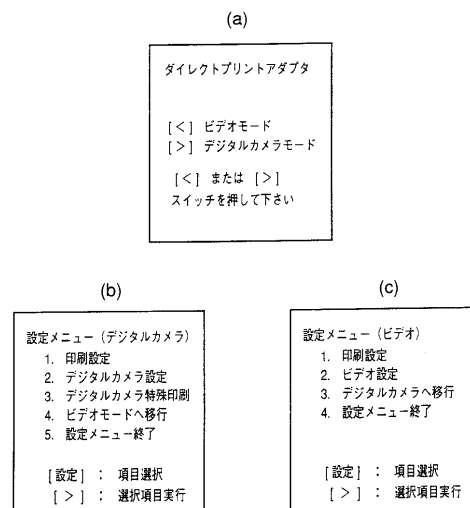 (a)
ダイレクトプリントアダプタ
[<] ビデオモード
[>] デジタルカメラモード
[<] または [>]
スイッチを押して下さい
(b)
設定メニュー (デジタルカメラ)
1. 印刷設定
2. デジタルカメラ設定
3. デジタルカメラ特殊印刷
4. ビデオモードへ移行
5. 設定メニュー終了
[設定] : 項目選択
[>] : 選択項目実行
(c)
設定メニュー (ビデオ)
1. 印刷設定
2. ビデオ設定
3. デジタルカメラへ移行
4. 設定メニュー終了
[設定] : 項目選択
[>] : 選択項目実行